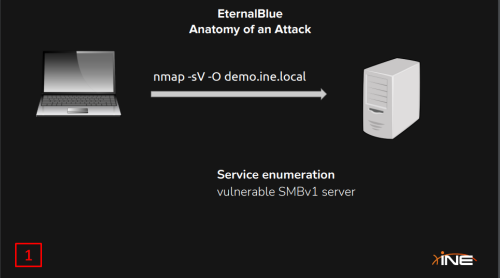 EternalBlue
Anatomy of an Attack
nmap -sV -O demo.ine.local
Service enumeration
vulnerable SMBv1 server
1
INE